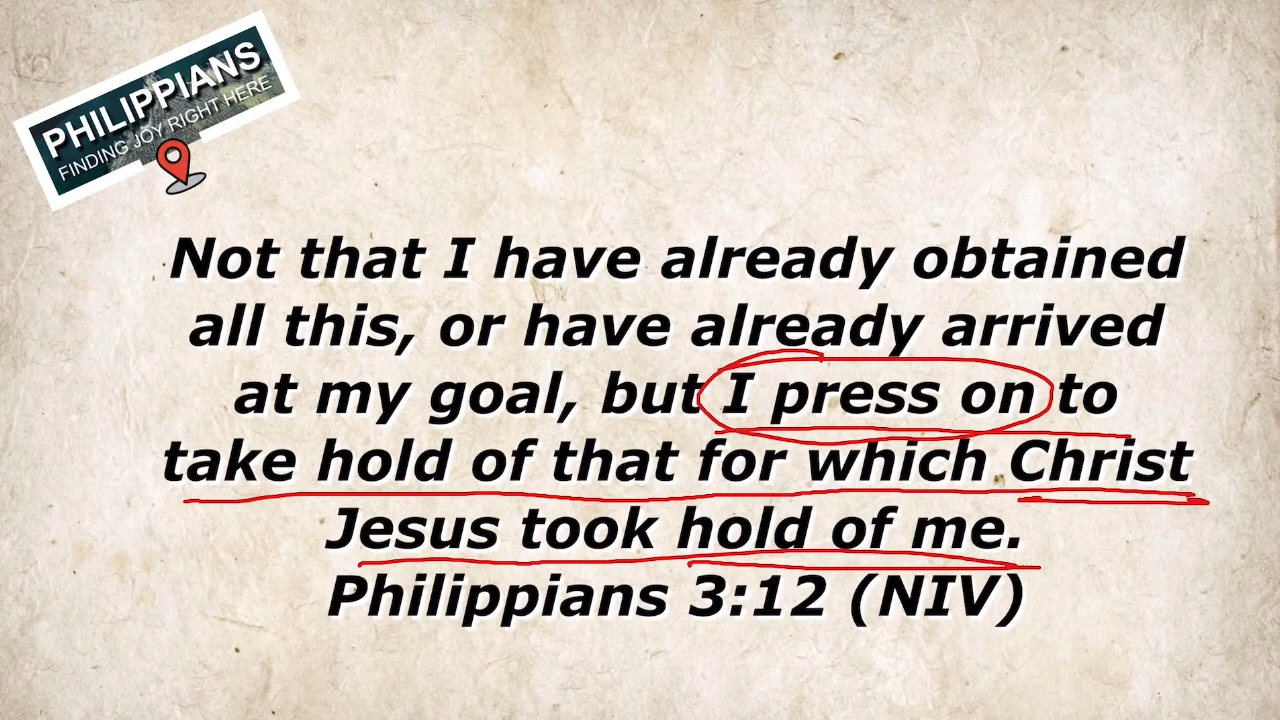 PHILIPPIANS
FINDING JOY RIGHT HERE
Not that I have already obtained
all this, or have already arrived
at my goal, but I press on to
take hold of that for which Christ
Jesus took hold of me.
Philippians 3:12 (NIV)